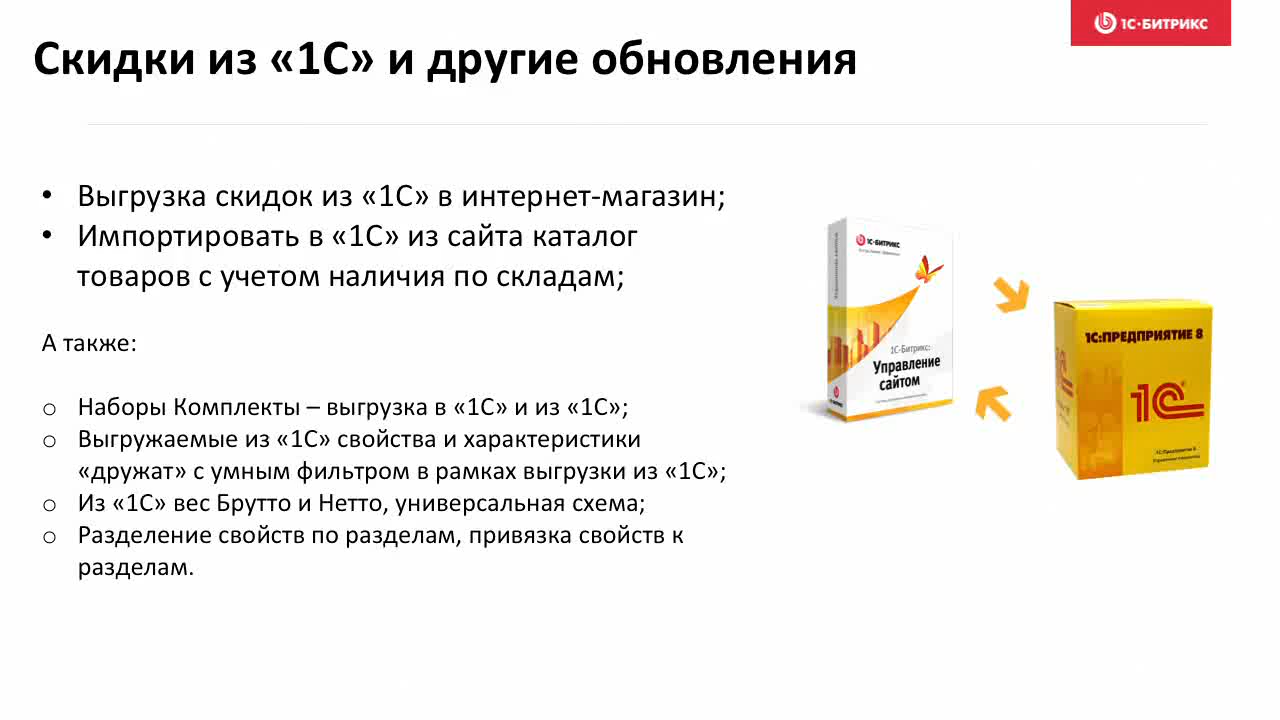 1С-БИТРИКС
Скидки из «1С» и другие обновления
• Выгрузка скидок из «1С» в интернет-магазин;
• Импортировать в «1С» из сайта каталог
товаров с учетом наличия по складам;
А также:
o Наборы Комплекты – выгрузка в «1С» и из «1С»;
o Выгружаемые из «1С» свойства и характеристики
«дружат» с умным фильтром в рамках выгрузки из «1С»;
o Из «1С» вес Брутто и Нетто, универсальная схема;
o Разделение свойств по разделам, привязка свойств к
разделам.
1С-БИТРИКС
1С-Битрикс:
Управление
сайтом
1С:ПРЕДПРИЯТИЕ 8
1С
1С:Предприятие 8